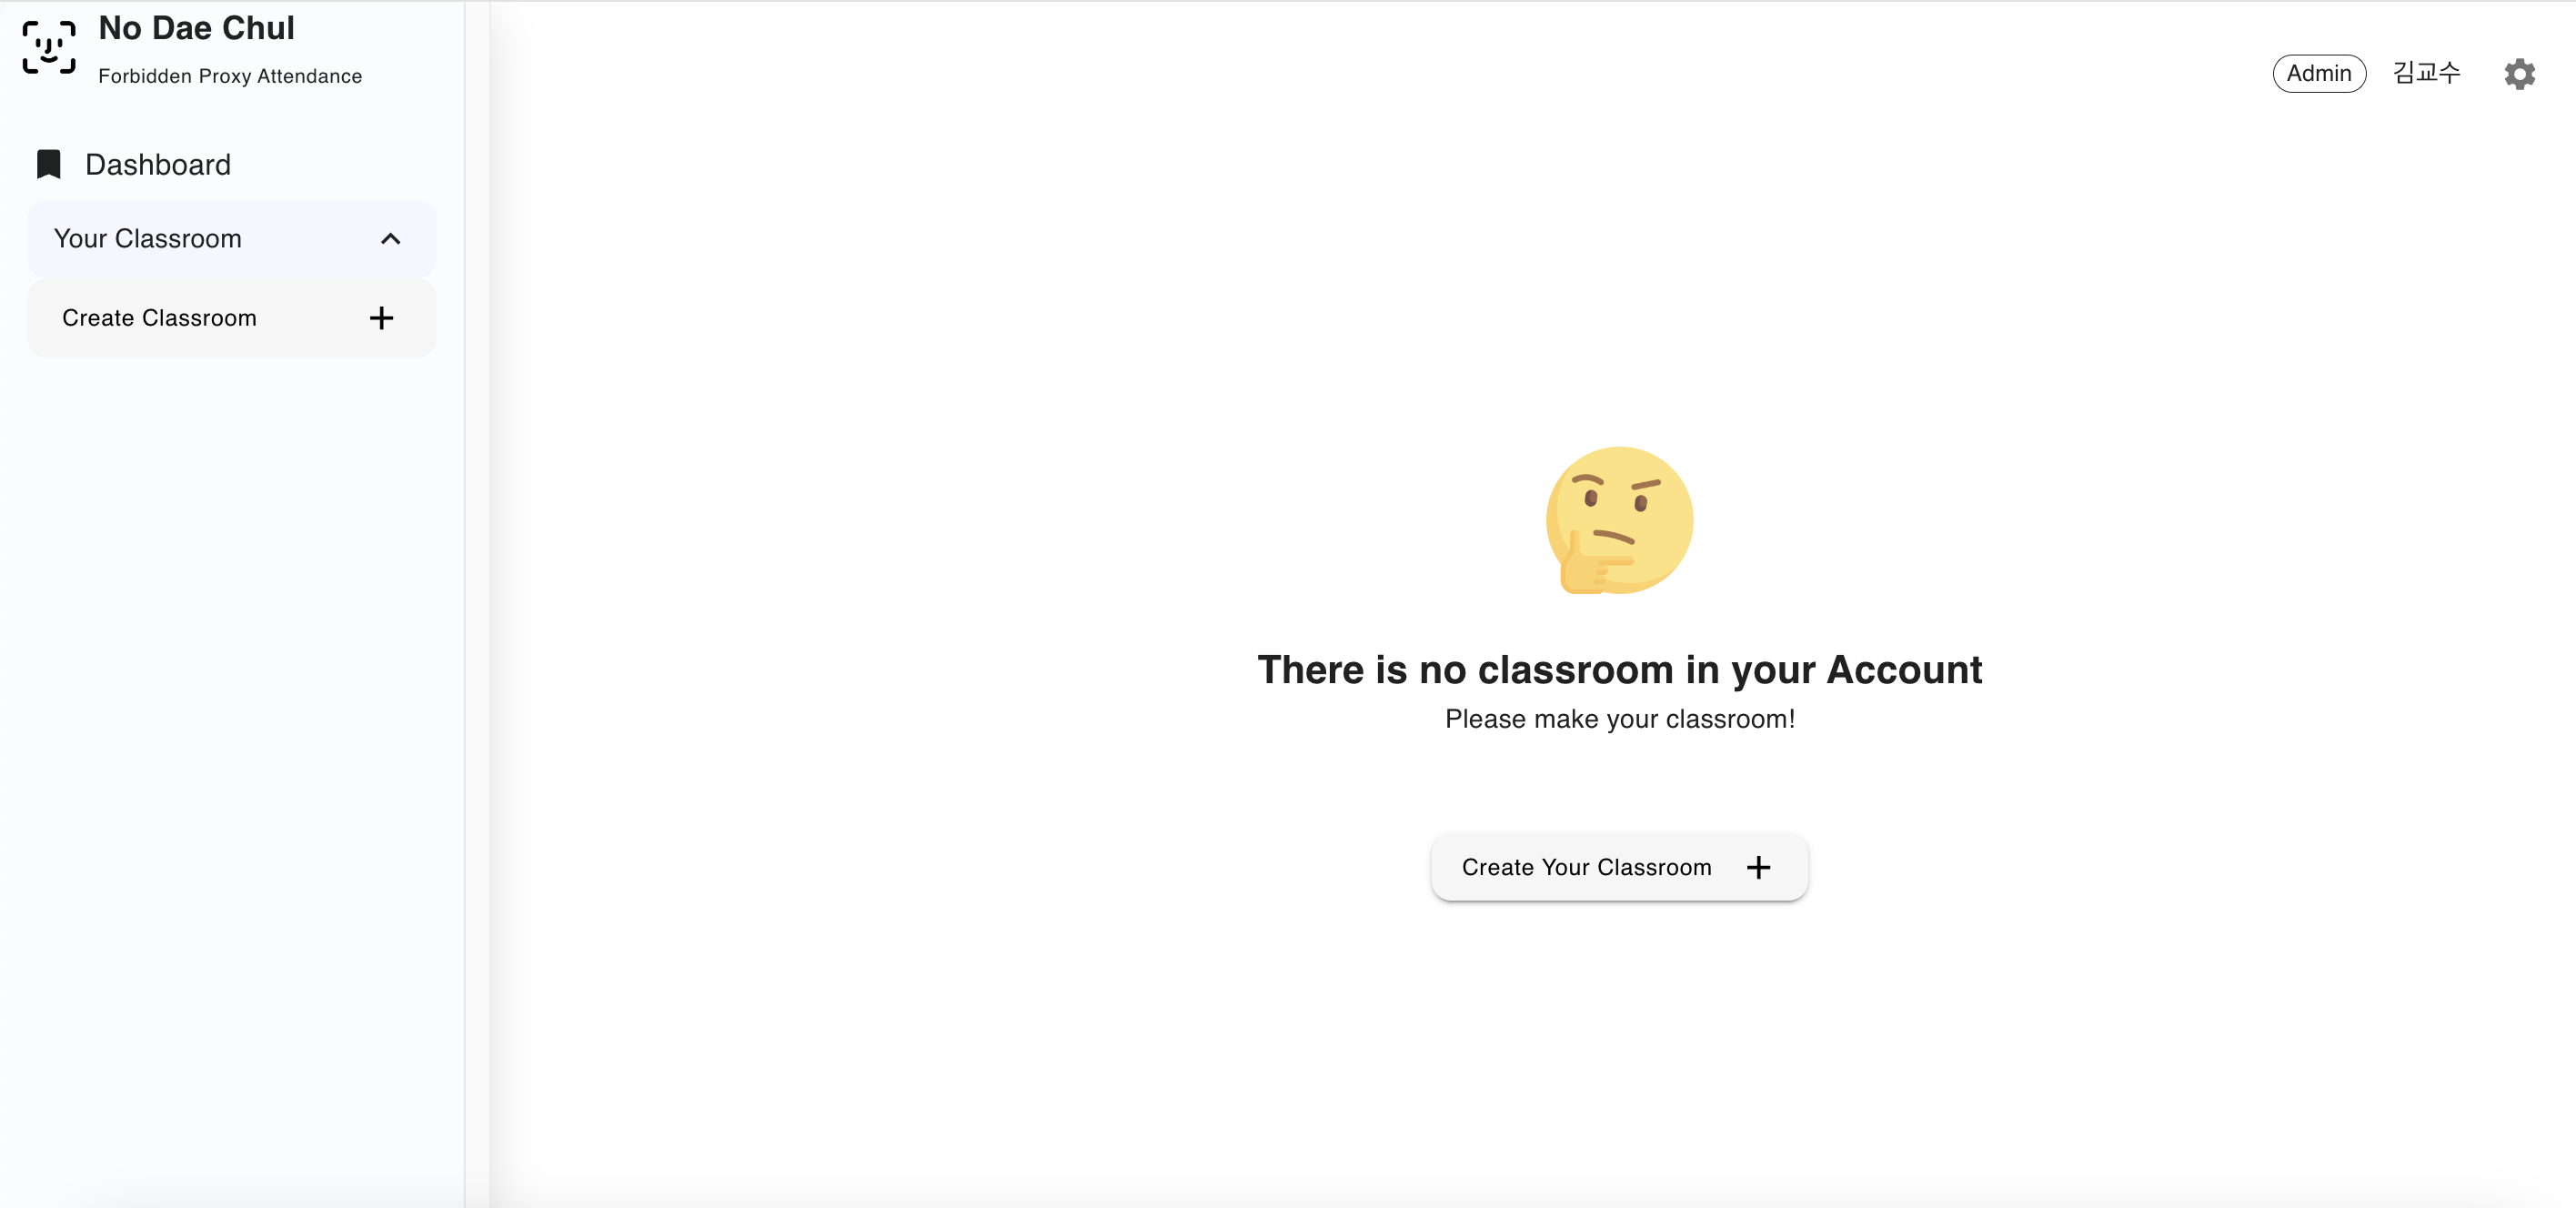 No Dae Chul
Forbidden Proxy Attendance
Admin
김교수
Dashboard
Your Classroom
Create Classroom
There is no classroom in your Account
Please make your classroom!
Create Your Classroom